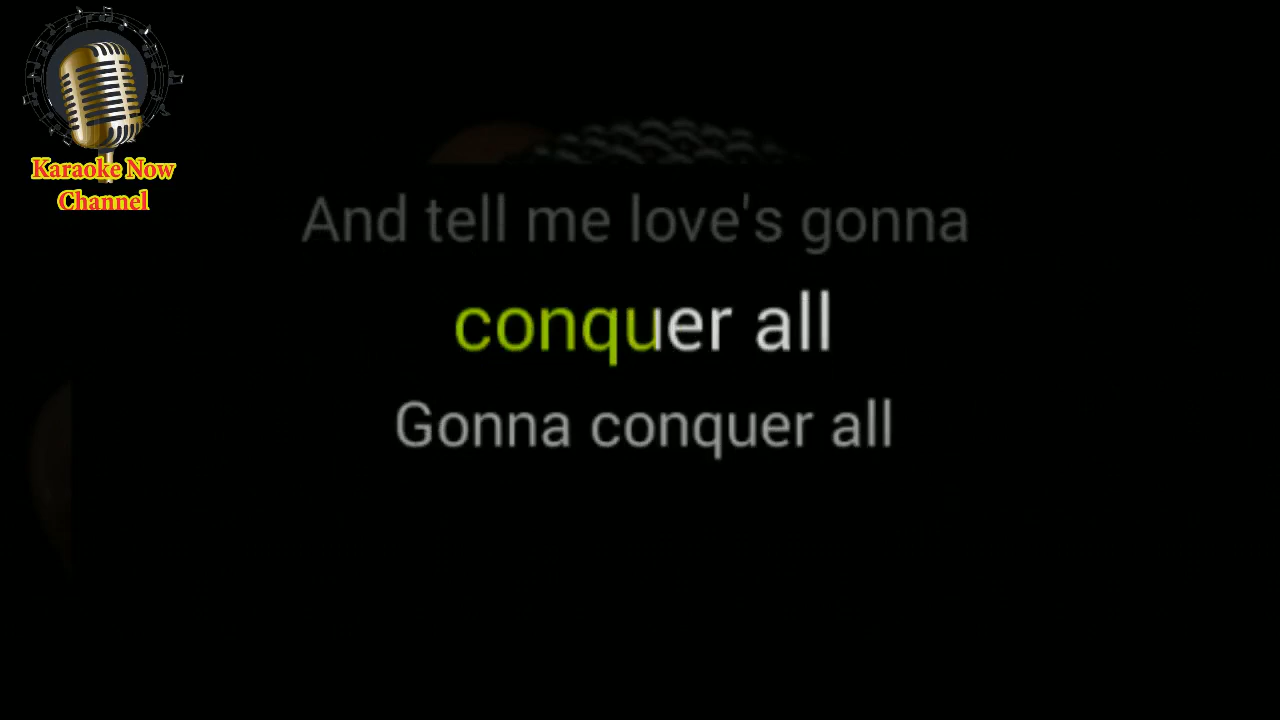 Karaoke Now
Channel
And tell me love's gonna
conquer all
Gonna conquer all